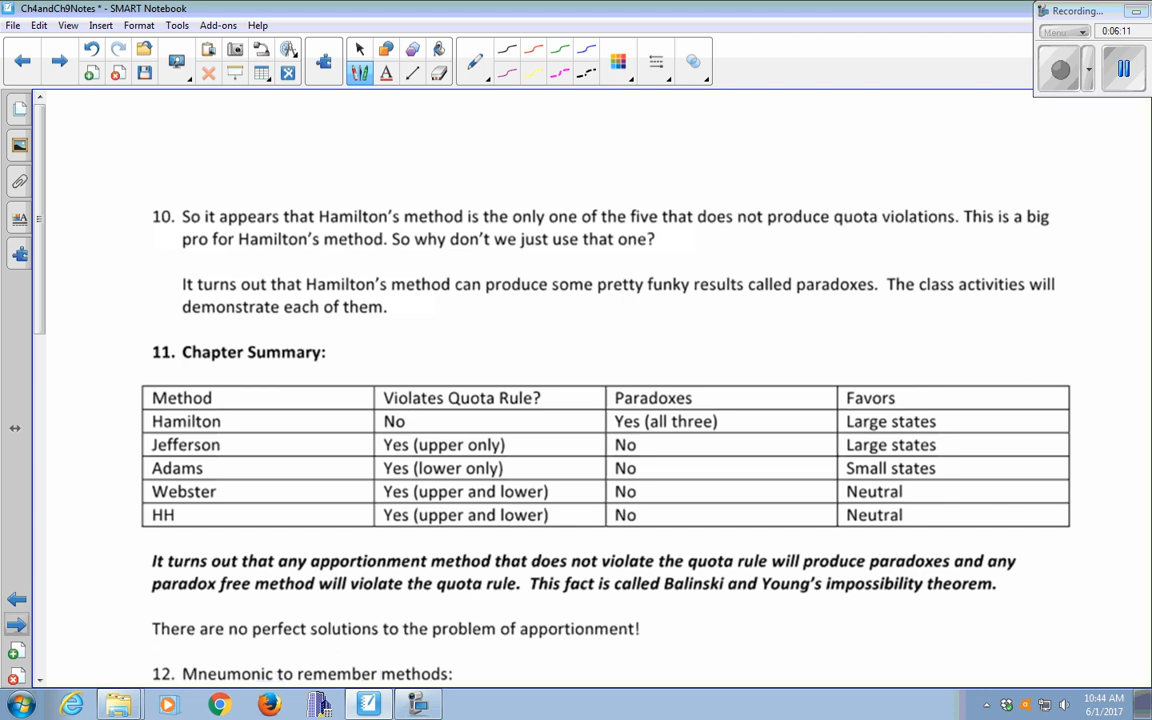 Ch4andCh9Notes * - SMART Notebook
Recording...
File Edit View Insert Format Tools Add-ons Help
Menu
0:06:11
10. So it appears that Hamilton's method is the only one of the five that does not produce quota violations. This is a big
pro for Hamilton's method. So why don't we just use that one?
It turns out that Hamilton's method can produce some pretty funky results called paradoxes. The class activities will
demonstrate each of them.
11. Chapter Summary:
Method Violates Quota Rule? Paradoxes Favors
Hamilton No Yes (all three) Large states
Jefferson Yes (upper only) No Large states
Adams Yes (lower only) No Small states
Webster Yes (upper and lower) No Neutral
HH Yes (upper and lower) No Neutral
It turns out that any apportionment method that does not violate the quota rule will produce paradoxes and any
paradox free method will violate the quota rule. This fact is called Balinski and Young's impossibility theorem.
There are no perfect solutions to the problem of apportionment!
12. Mneumonic to remember methods:
10:44 AM
6/1/2017